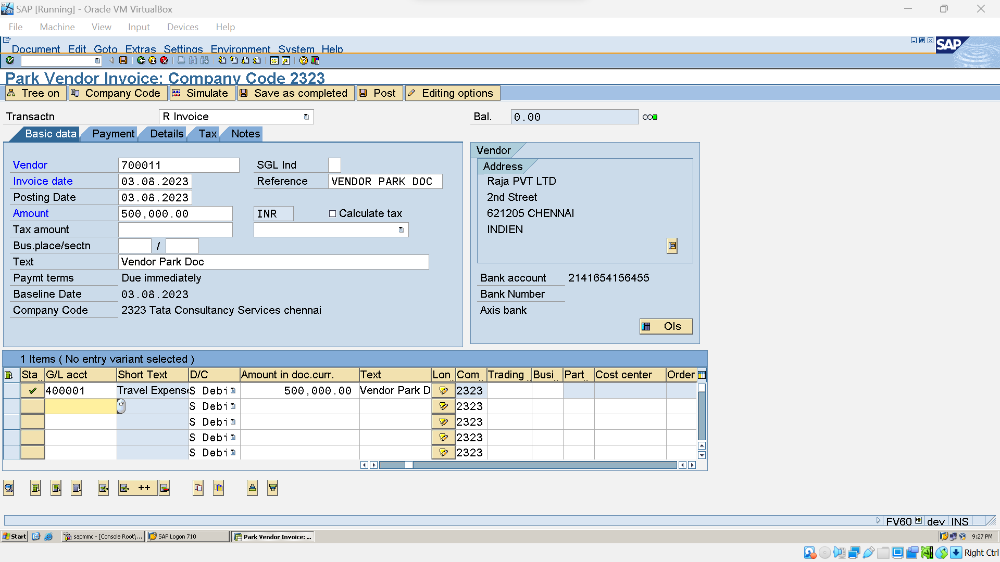 SAP [Running] - Oracle VM VirtualBox
File Machine View Input Devices Help
Document Edit Goto Extras Settings Environment System Help
SAP
Park Vendor Invoice: Company Code 2323
Tree on Company Code Simulate Save as completed Post Editing options
Transactn R Invoice Bal. 0.00
Basic data Payment Details Tax Notes
Vendor 700011 SGL Ind
Invoice date 03.08.2023 Reference VENDOR PARK DOC
Posting Date 03.08.2023
Amount 500,000.00 INR Calculate tax
Tax amount
Bus.place/sectn /
Text Vendor Park Doc
Paymt terms Due immediately
Baseline Date 03.08.2023
Company Code 2323 Tata Consultancy Services chennai
Vendor
Address
Raja PVT LTD
2nd Street
621205 CHENNAI
INDIEN
Bank account 2141654156455
Bank Number
Axis bank
OIs
1 Items ( No entry variant selected )
Sta... G/L acct Short Text D/C Amount in doc.curr. Text Lon Com... Trading ... Busi... Part... Cost center Order
400001 Travel Expense S Debi 500,000.00 Vendor Park D 2323
S Debi 2323
S Debi 2323
S Debi 2323
S Debi 2323
++
FV60 dev INS
Start sapmmc - [Console Root\... SAP Logon 710 Park Vendor Invoice: ... 9:27 PM
Right Ctrl